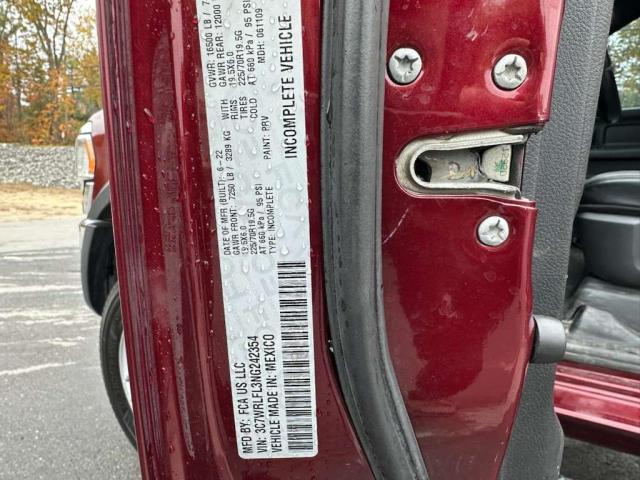 MFD BY: FCA US LLC
DATE OF MFR (BUILT): 6-22
GVWR: 16500 LB / 7
GAWR FRONT: 7250 LB / 3289 KG WITH
GAWR REAR: 12000
19.5X6.0 RIMS
19.5X6.0
225/70R19.5G TIRES
225/70R19.5G
AT 660 kPa / 95 PSI COLD
AT 660 kPa / 95 PSI
VIN: 3C7WRLFL3NG242354
TYPE: INCOMPLETE
PAINT: PRV
MDH: 061109
VEHICLE MADE IN: MEXICO
INCOMPLETE VEHICLE